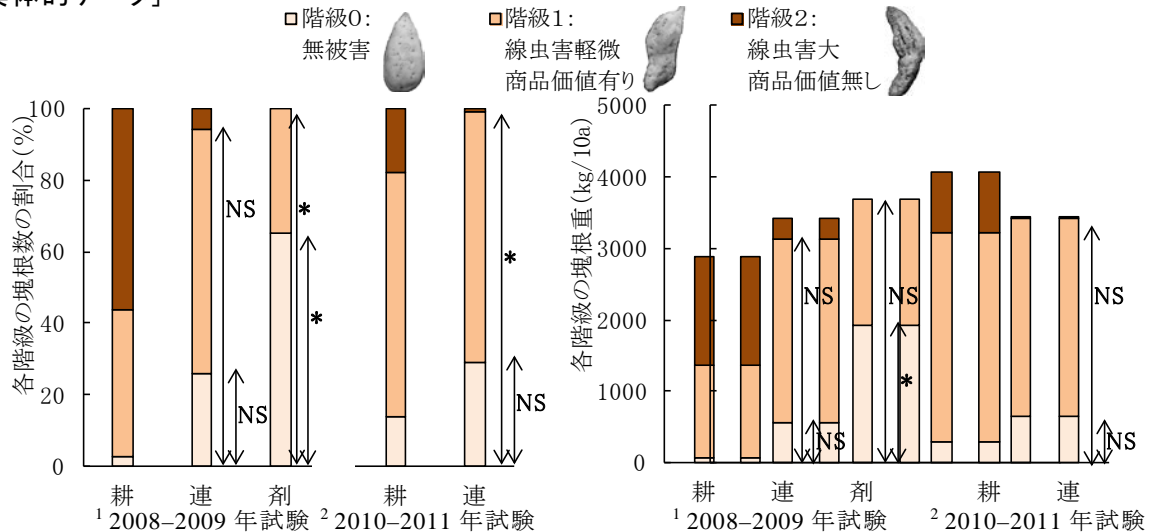 階級0:
無被害
階級1:
線虫害軽微
商品価値有り
階級2:
線虫害大
商品価値無し
各階級の塊根数の割合(%)
100
80
60
40
20
0
NS
NS
*
*
*
NS
耕 連 剤 耕 連
1 2008–2009 年試験 2 2010–2011 年試験
各階級の塊根重(kg/10a)
5000
4000
3000
2000
1000
0
NS
NS
NS
*
NS
NS
耕 連 剤 耕 連
1 2008–2009 年試験 2 2010–2011 年試験